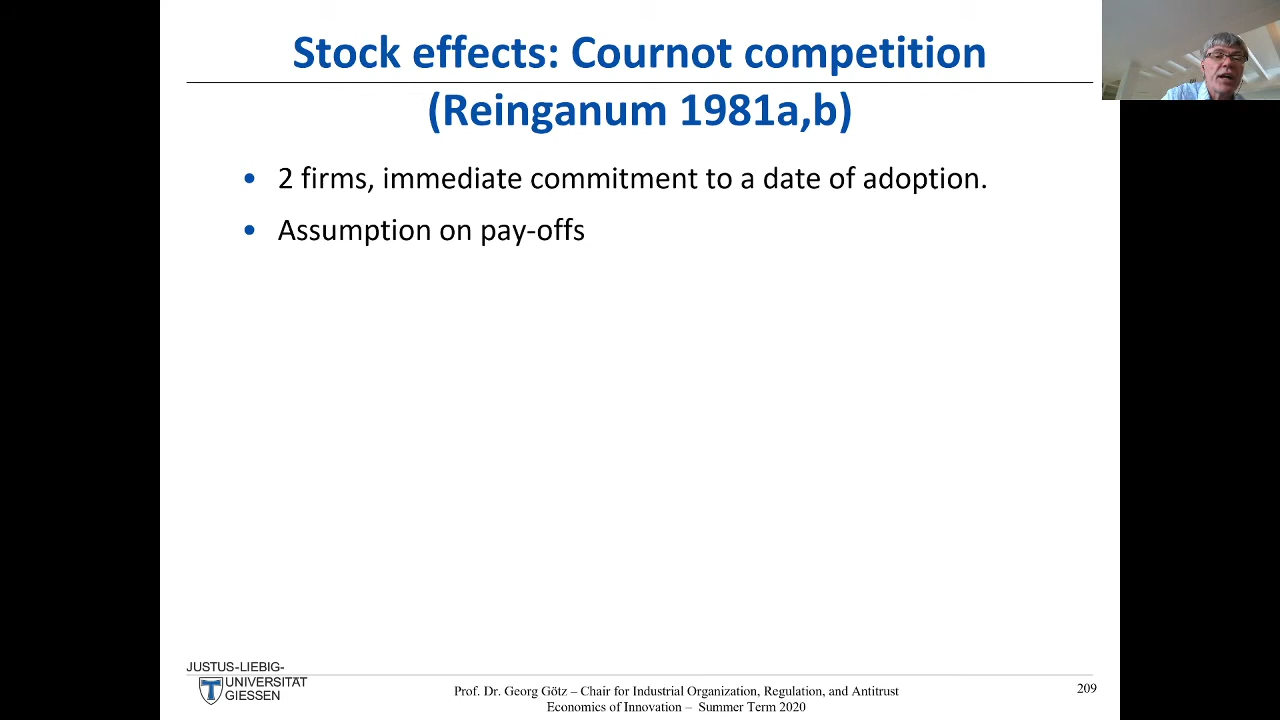 Stock effects: Cournot competition
(Reinganum 1981a,b)
• 2 firms, immediate commitment to a date of adoption.
• Assumption on pay-offs
JUSTUS-LIEBIG-
UNIVERSITÄT
GIESSEN
Prof. Dr. Georg Götz – Chair for Industrial Organization, Regulation, and Antitrust
Economics of Innovation – Summer Term 2020
209